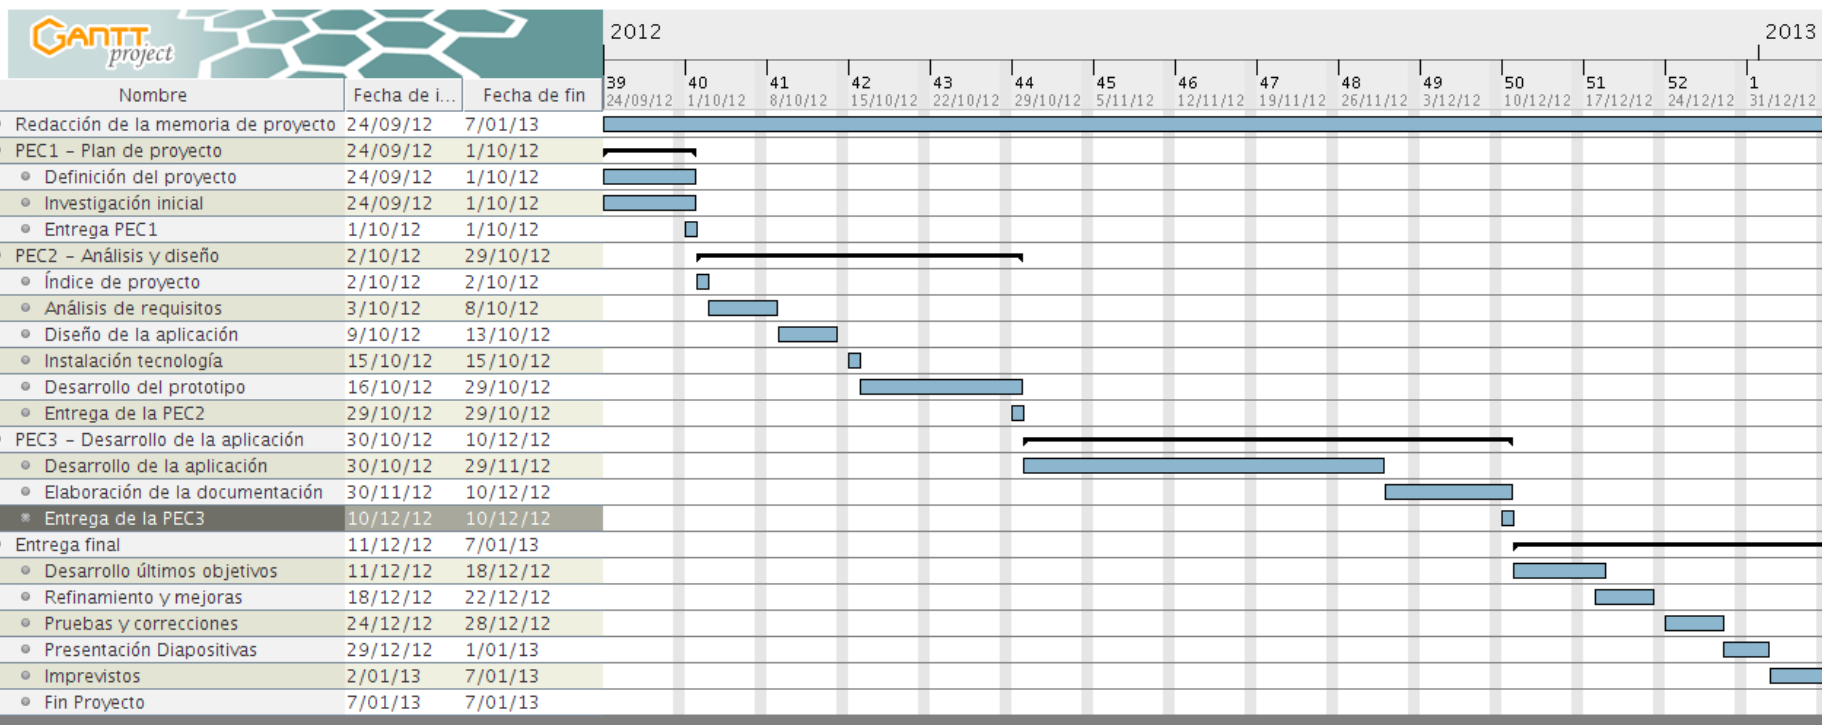 GANTT project
2012 2013
39 40 41 42 43 44 45 46 47 48 49 50 51 52 1
24/09/12 1/10/12 8/10/12 15/10/12 22/10/12 29/10/12 5/11/12 12/11/12 19/11/12 26/11/12 3/12/12 10/12/12 17/12/12 24/12/12 31/12/12
Nombre Fecha de i... Fecha de fin
Redacción de la memoria de proyecto 24/09/12 7/01/13
PEC1 – Plan de proyecto 24/09/12 1/10/12
Definición del proyecto 24/09/12 1/10/12
Investigación inicial 24/09/12 1/10/12
Entrega PEC1 1/10/12 1/10/12
PEC2 – Análisis y diseño 2/10/12 29/10/12
Índice de proyecto 2/10/12 2/10/12
Análisis de requisitos 3/10/12 8/10/12
Diseño de la aplicación 9/10/12 13/10/12
Instalación tecnología 15/10/12 15/10/12
Desarrollo del prototipo 16/10/12 29/10/12
Entrega de la PEC2 29/10/12 29/10/12
PEC3 – Desarrollo de la aplicación 30/10/12 10/12/12
Desarrollo de la aplicación 30/10/12 29/11/12
Elaboración de la documentación 30/11/12 10/12/12
Entrega de la PEC3 10/12/12 10/12/12
Entrega final 11/12/12 7/01/13
Desarrollo últimos objetivos 11/12/12 18/12/12
Refinamiento y mejoras 18/12/12 22/12/12
Pruebas y correcciones 24/12/12 28/12/12
Presentación Diapositivas 29/12/12 1/01/13
Imprevistos 2/01/13 7/01/13
Fin Proyecto 7/01/13 7/01/13